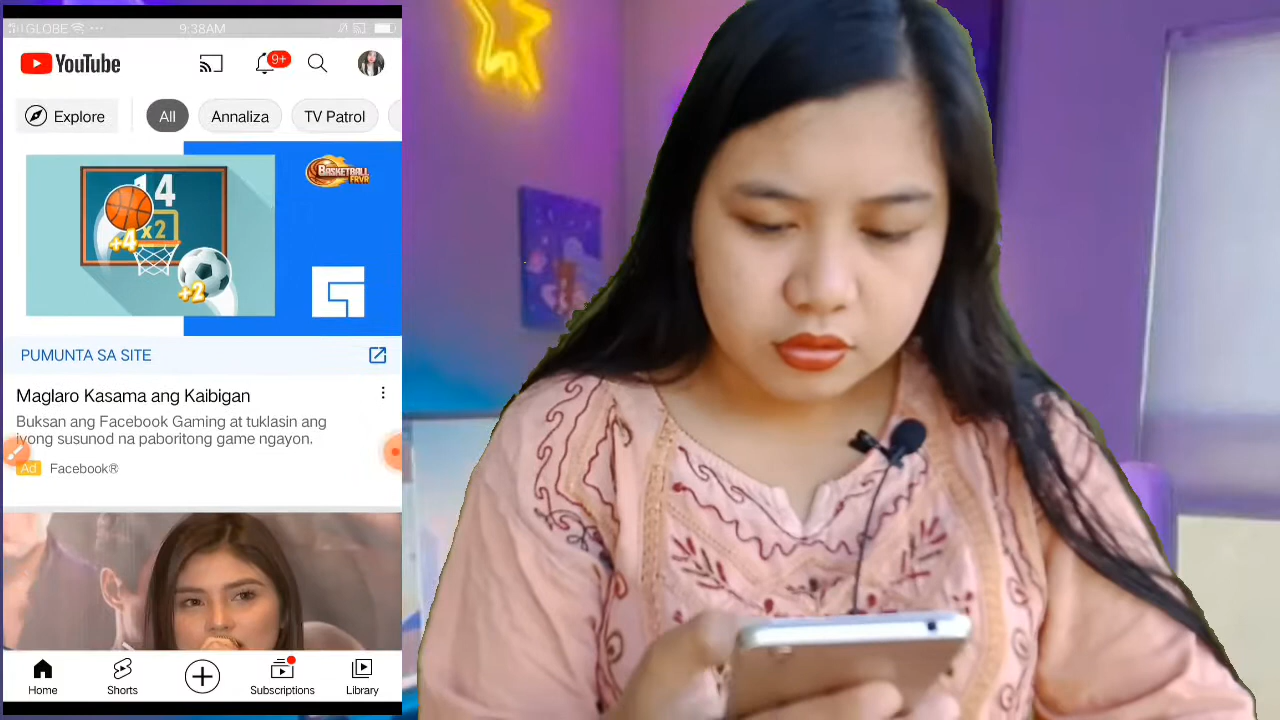 GLOBE
9:38AM
YouTube
9+
Explore
All
Annaliza
TV Patrol
14
x2
+4
+2
BASKETBALL
FRVR
PUMUNTA SA SITE
Maglaro Kasama ang Kaibigan
Buksan ang Facebook Gaming at tuklasin ang
iyong susunod na paboritong game ngayon.
Ad
Facebook®
Home
Shorts
Subscriptions
Library